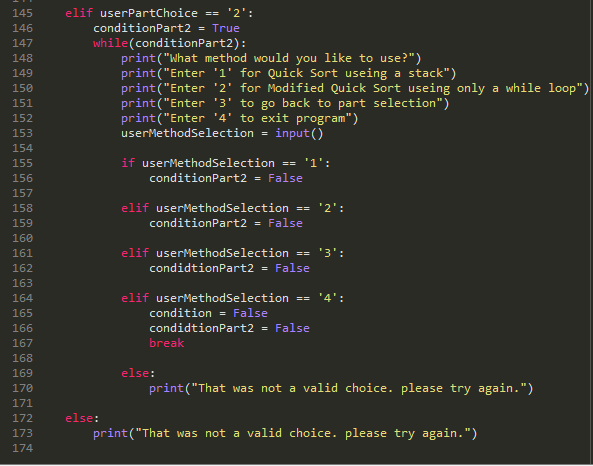 145 elif userPartChoice == '2':
146 conditionPart2 = True
147 while(conditionPart2):
148 print("What method would you like to use?")
149 print("Enter '1' for Quick Sort useing a stack")
150 print("Enter '2' for Modified Quick Sort useing only a while loop")
151 print("Enter '3' to go back to part selection")
152 print("Enter '4' to exit program")
153 userMethodSelection = input()
154
155 if userMethodSelection == '1':
156 conditionPart2 = False
157
158 elif userMethodSelection == '2':
159 conditionPart2 = False
160
161 elif userMethodSelection == '3':
162 condidtionPart2 = False
163
164 elif userMethodSelection == '4':
165 condition = False
166 condidtionPart2 = False
167 break
168
169 else:
170 print("That was not a valid choice. please try again.")
171
172 else:
173 print("That was not a valid choice. please try again.")
174